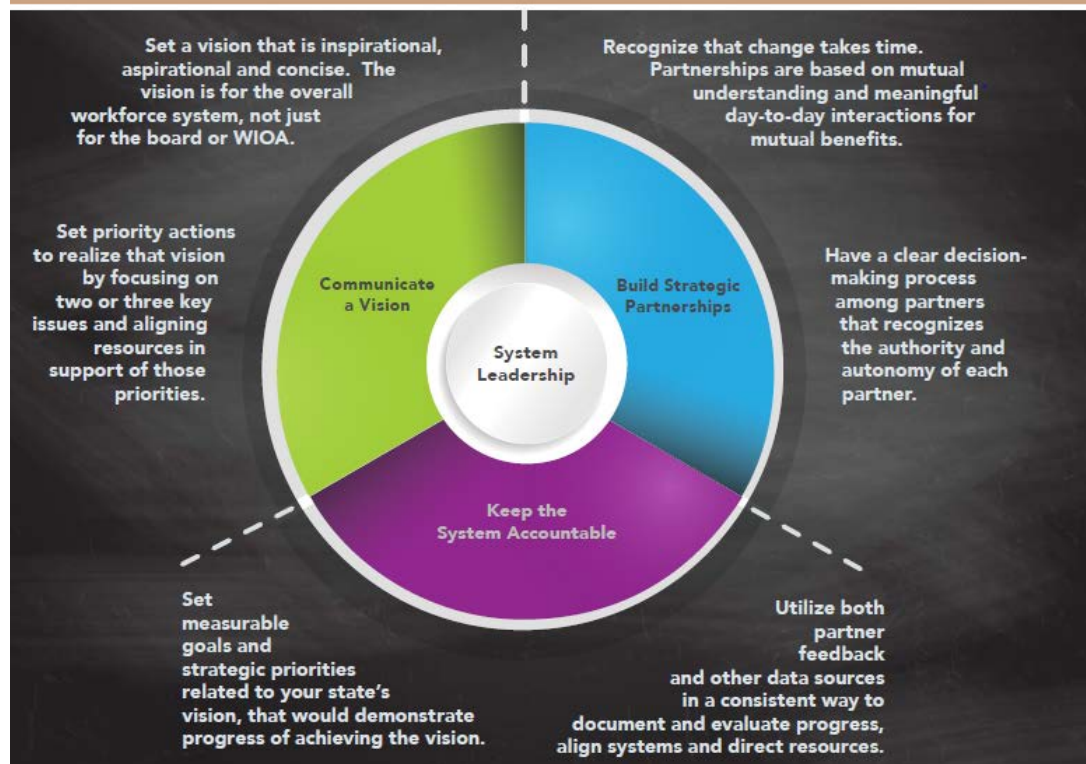 Set a vision that is inspirational,
aspirational and concise. The
vision is for the overall
workforce system, not just
for the board or WIOA.
Set priority actions
to realize that vision
by focusing on
two or three key
issues and aligning
resources in
support of those
priorities.
Communicate
a Vision
Recognize that change takes time.
Partnerships are based on mutual
understanding and meaningful
day-to-day interactions for
mutual benefits.
Have a clear decision-
making process
among partners
that recognizes
the authority and
autonomy of each
partner.
Build Strategic
Partnerships
System
Leadership
Keep the
System Accountable
Set
measurable
goals and
strategic priorities
related to your state's
vision, that would demonstrate
progress of achieving the vision.
Utilize both
partner
feedback
and other data sources
in a consistent way to
document and evaluate progress,
align systems and direct resources.